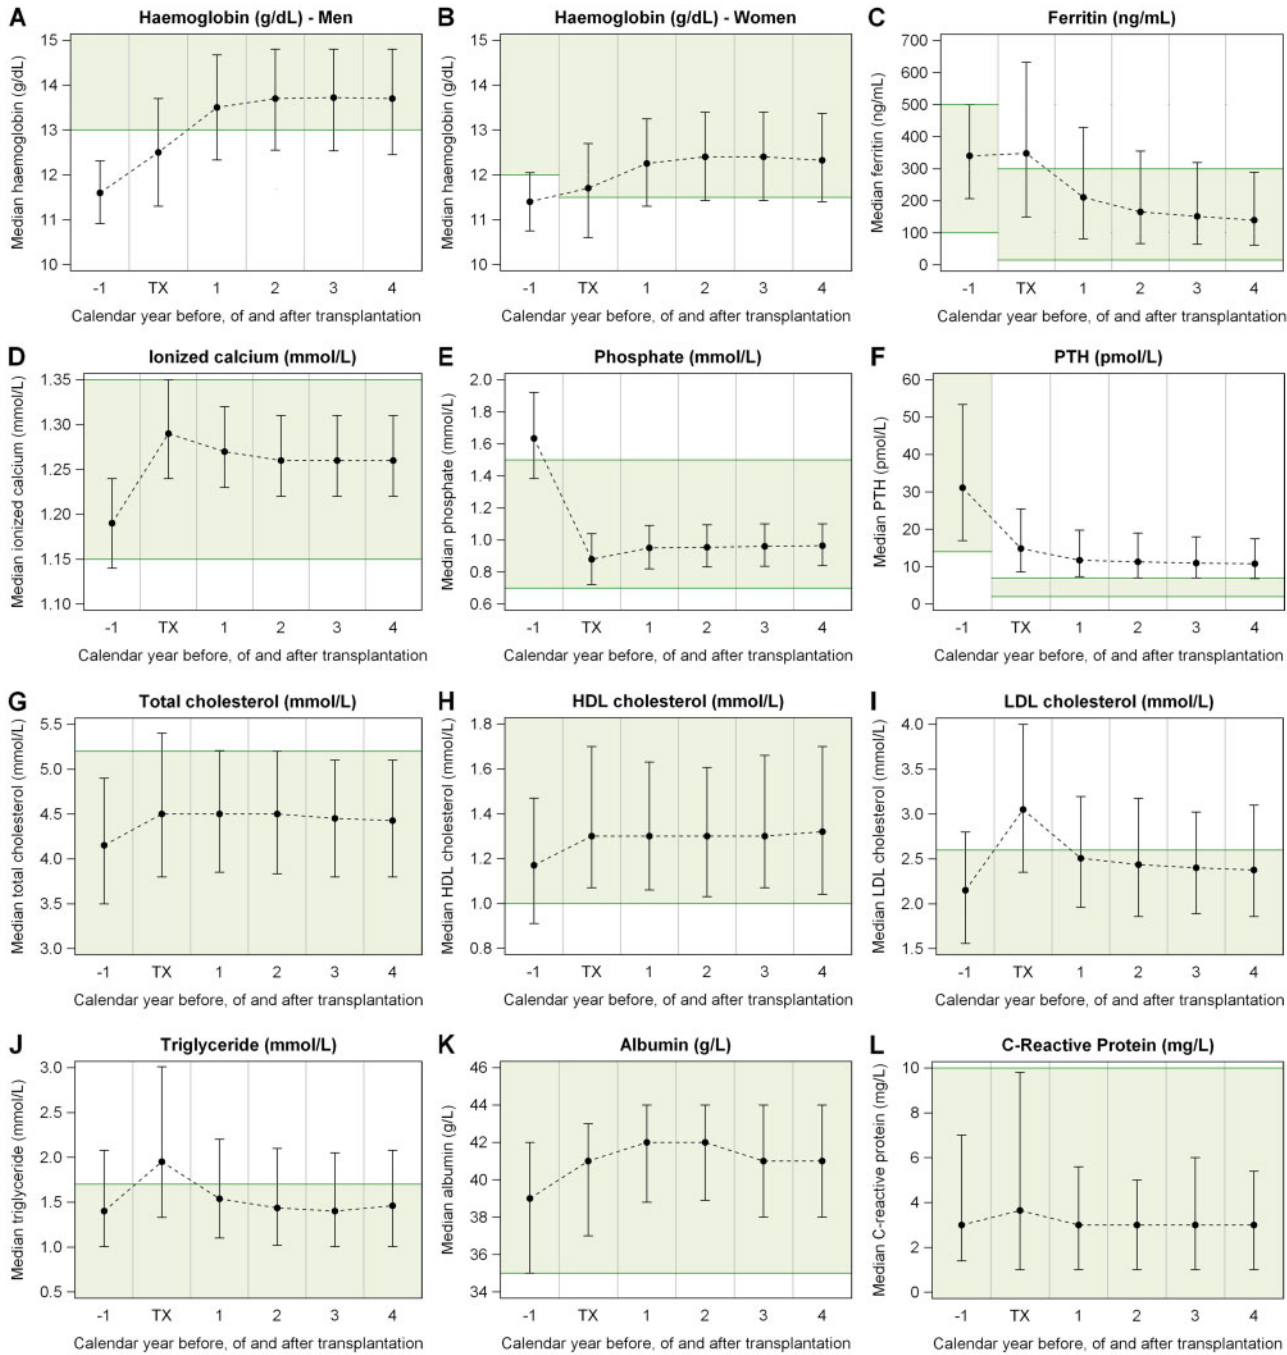 A Haemoglobin (g/dL) - Men
Median haemoglobin (g/dL)
15
14
13
12
11
10
-1 TX 1 2 3 4
Calendar year before, of and after transplantation
B Haemoglobin (g/dL) - Women
Median haemoglobin (g/dL)
15
14
13
12
11
10
-1 TX 1 2 3 4
Calendar year before, of and after transplantation
C Ferritin (ng/mL)
Median ferritin (ng/mL)
700
600
500
400
300
200
100
0
-1 TX 1 2 3 4
Calendar year before, of and after transplantation
D Ionized calcium (mmol/L)
Median ionized calcium (mmol/L)
1.35
1.30
1.25
1.20
1.15
1.10
-1 TX 1 2 3 4
Calendar year before, of and after transplantation
E Phosphate (mmol/L)
Median phosphate (mmol/L)
2.0
1.8
1.6
1.4
1.2
1.0
0.8
0.6
-1 TX 1 2 3 4
Calendar year before, of and after transplantation
F PTH (pmol/L)
Median PTH (pmol/L)
60
50
40
30
20
10
0
-1 TX 1 2 3 4
Calendar year before, of and after transplantation
G Total cholesterol (mmol/L)
Median total cholesterol (mmol/L)
5.5
5.0
4.5
4.0
3.5
3.0
-1 TX 1 2 3 4
Calendar year before, of and after transplantation
H HDL cholesterol (mmol/L)
Median HDL cholesterol (mmol/L)
1.8
1.6
1.4
1.2
1.0
0.8
-1 TX 1 2 3 4
Calendar year before, of and after transplantation
I LDL cholesterol (mmol/L)
Median LDL cholesterol (mmol/L)
4.0
3.5
3.0
2.5
2.0
1.5
-1 TX 1 2 3 4
Calendar year before, of and after transplantation
J Triglyceride (mmol/L)
Median triglyceride (mmol/L)
3.0
2.5
2.0
1.5
1.0
0.5
-1 TX 1 2 3 4
Calendar year before, of and after transplantation
K Albumin (g/L)
Median albumin (g/L)
46
44
42
40
38
36
34
-1 TX 1 2 3 4
Calendar year before, of and after transplantation
L C-Reactive Protein (mg/L)
Median C-reactive protein (mg/L)
10
8
6
4
2
0
-1 TX 1 2 3 4
Calendar year before, of and after transplantation